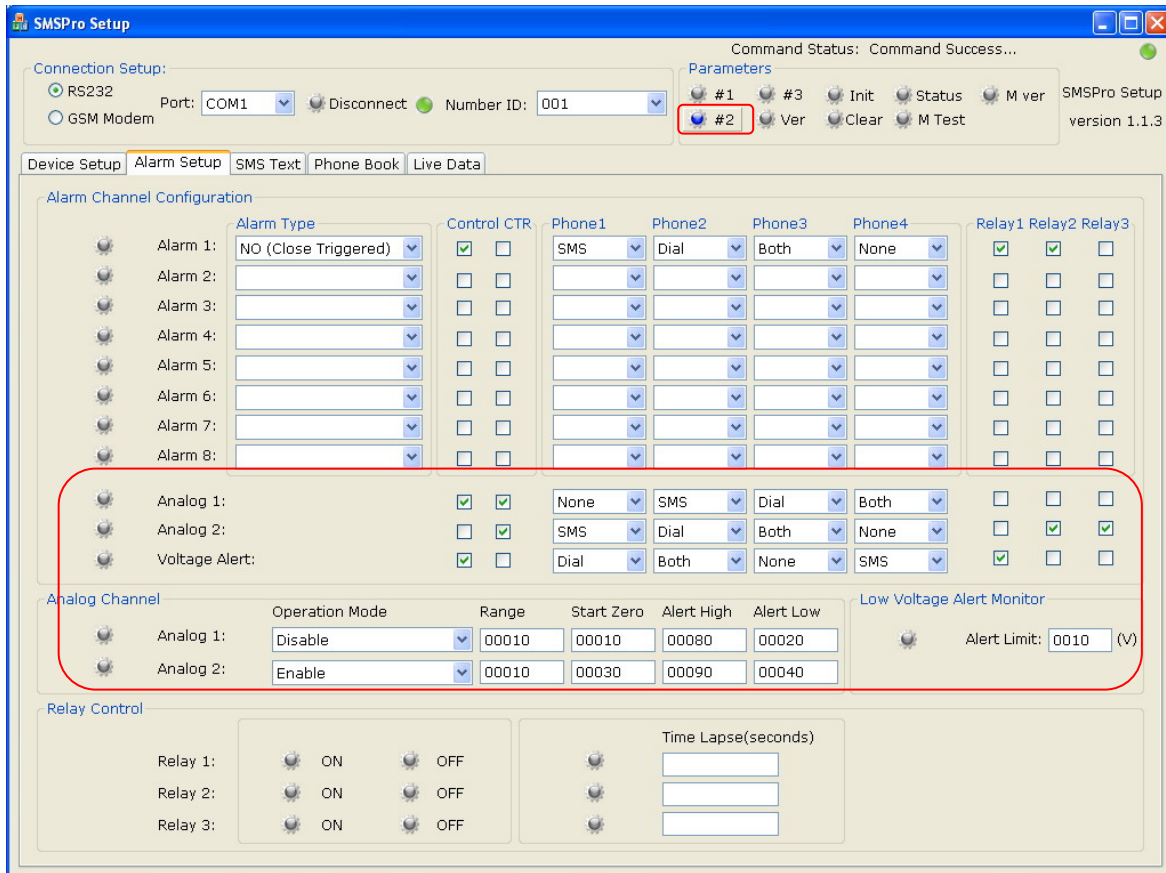 SMSPro Setup
Command Status: Command Success...
Connection Setup:
RS232
GSM Modem
Port: COM1
Disconnect
Number ID: 001
Parameters
#1 #3 Init Status M ver
#2 Ver Clear M Test
SMSPro Setup
version 1.1.3
Device Setup Alarm Setup SMS Text Phone Book Live Data
Alarm Channel Configuration
Alarm Type Control CTR Phone1 Phone2 Phone3 Phone4 Relay1 Relay2 Relay3
Alarm 1: NO (Close Triggered) SMS Dial Both None
Alarm 2:
Alarm 3:
Alarm 4:
Alarm 5:
Alarm 6:
Alarm 7:
Alarm 8:
Analog 1: None SMS Dial Both
Analog 2: SMS Dial Both None
Voltage Alert: Dial Both None SMS
Analog Channel
Operation Mode Range Start Zero Alert High Alert Low
Analog 1: Disable 00010 00010 00080 00020
Analog 2: Enable 00010 00030 00090 00040
Low Voltage Alert Monitor
Alert Limit: 0010 (V)
Relay Control
Time Lapse(seconds)
Relay 1: ON OFF
Relay 2: ON OFF
Relay 3: ON OFF